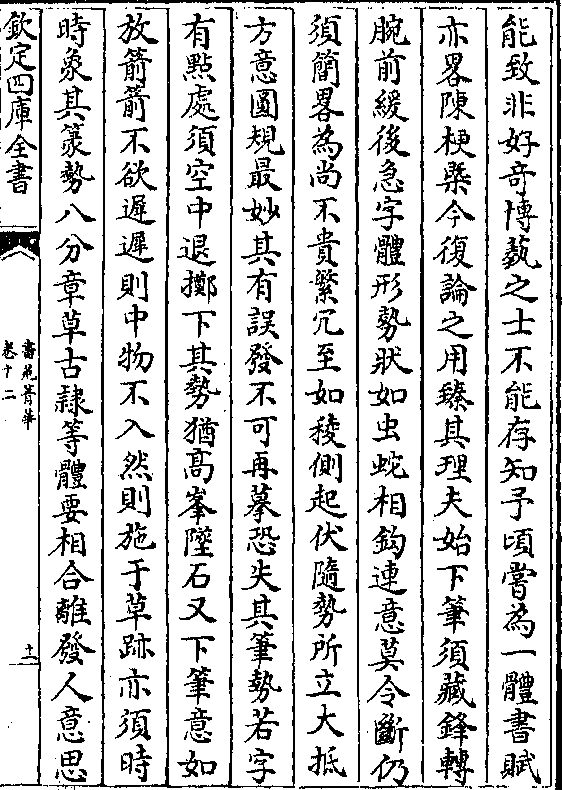 能致非好奇博藝之士不能存知予頃嘗為一體書賦
亦畧陳梗槩今復論之用臻其理夫始下筆須藏鋒轉
腕前緩後急字體形勢狀如虫蛇相鈎連意莫令斷仍
須簡畧為尚不貴繁冗至如稜側起伏隨勢所立大抵
方意圓規最妙其有誤發不可再摹恐失其筆勢若字
有點處須空中遥擲下其勢猶髙峯墜石又下筆意如
放箭箭不欲遲遲則中物不入然則施于草跡亦須時
時象其篆勢八分章草古隸等體要相合雜發人意思
欽定四庫全書
書苑菁華
卷十二
十一